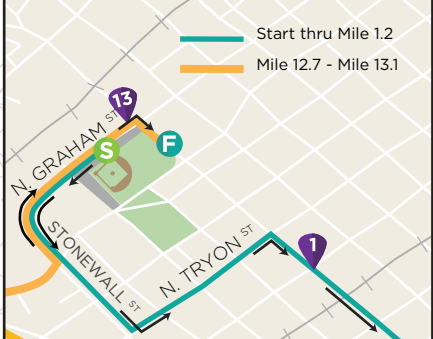 Start thru Mile 1.2
Mile 12.7 - Mile 13.1
13
N. GRAHAM ST
S
F
STONEWALL ST
N. TRYON ST
1